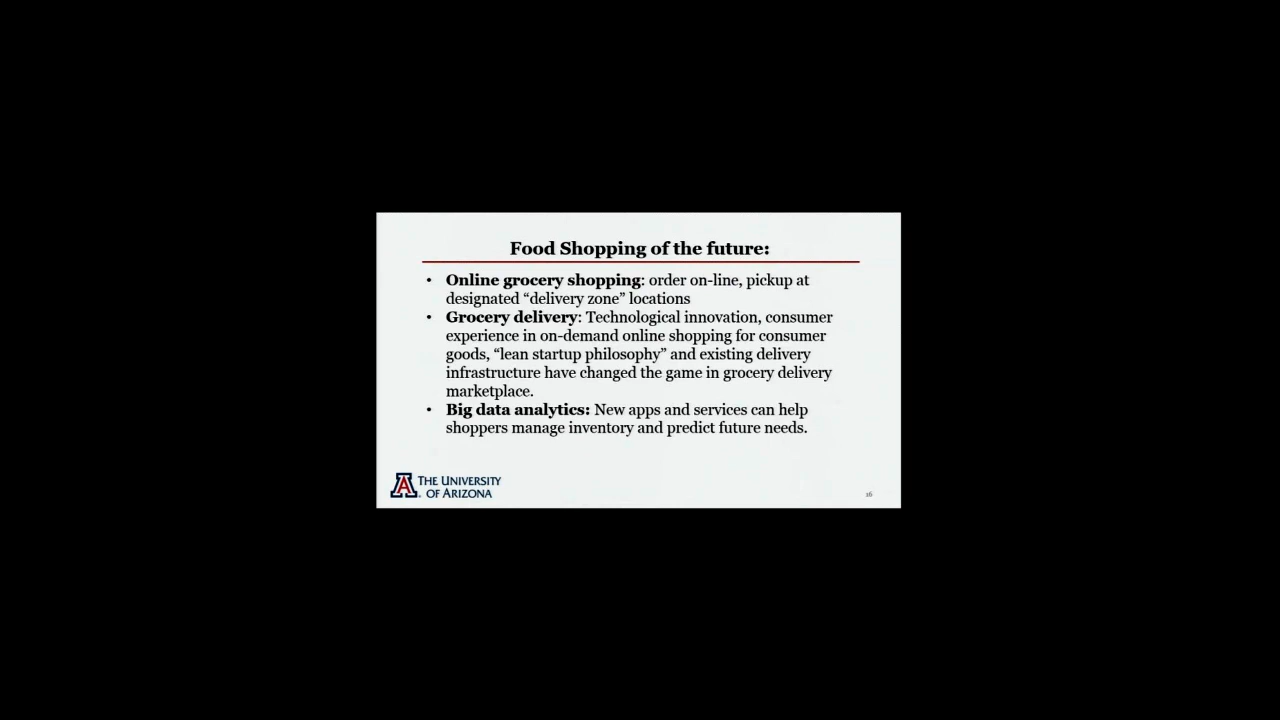 Food Shopping of the future:
• Online grocery shopping: order on-line, pickup at
designated “delivery zone” locations
• Grocery delivery: Technological innovation, consumer
experience in on-demand online shopping for consumer
goods, “lean startup philosophy” and existing delivery
infrastructure have changed the game in grocery delivery
marketplace.
• Big data analytics: New apps and services can help
shoppers manage inventory and predict future needs.
A THE UNIVERSITY
OF ARIZONA
16